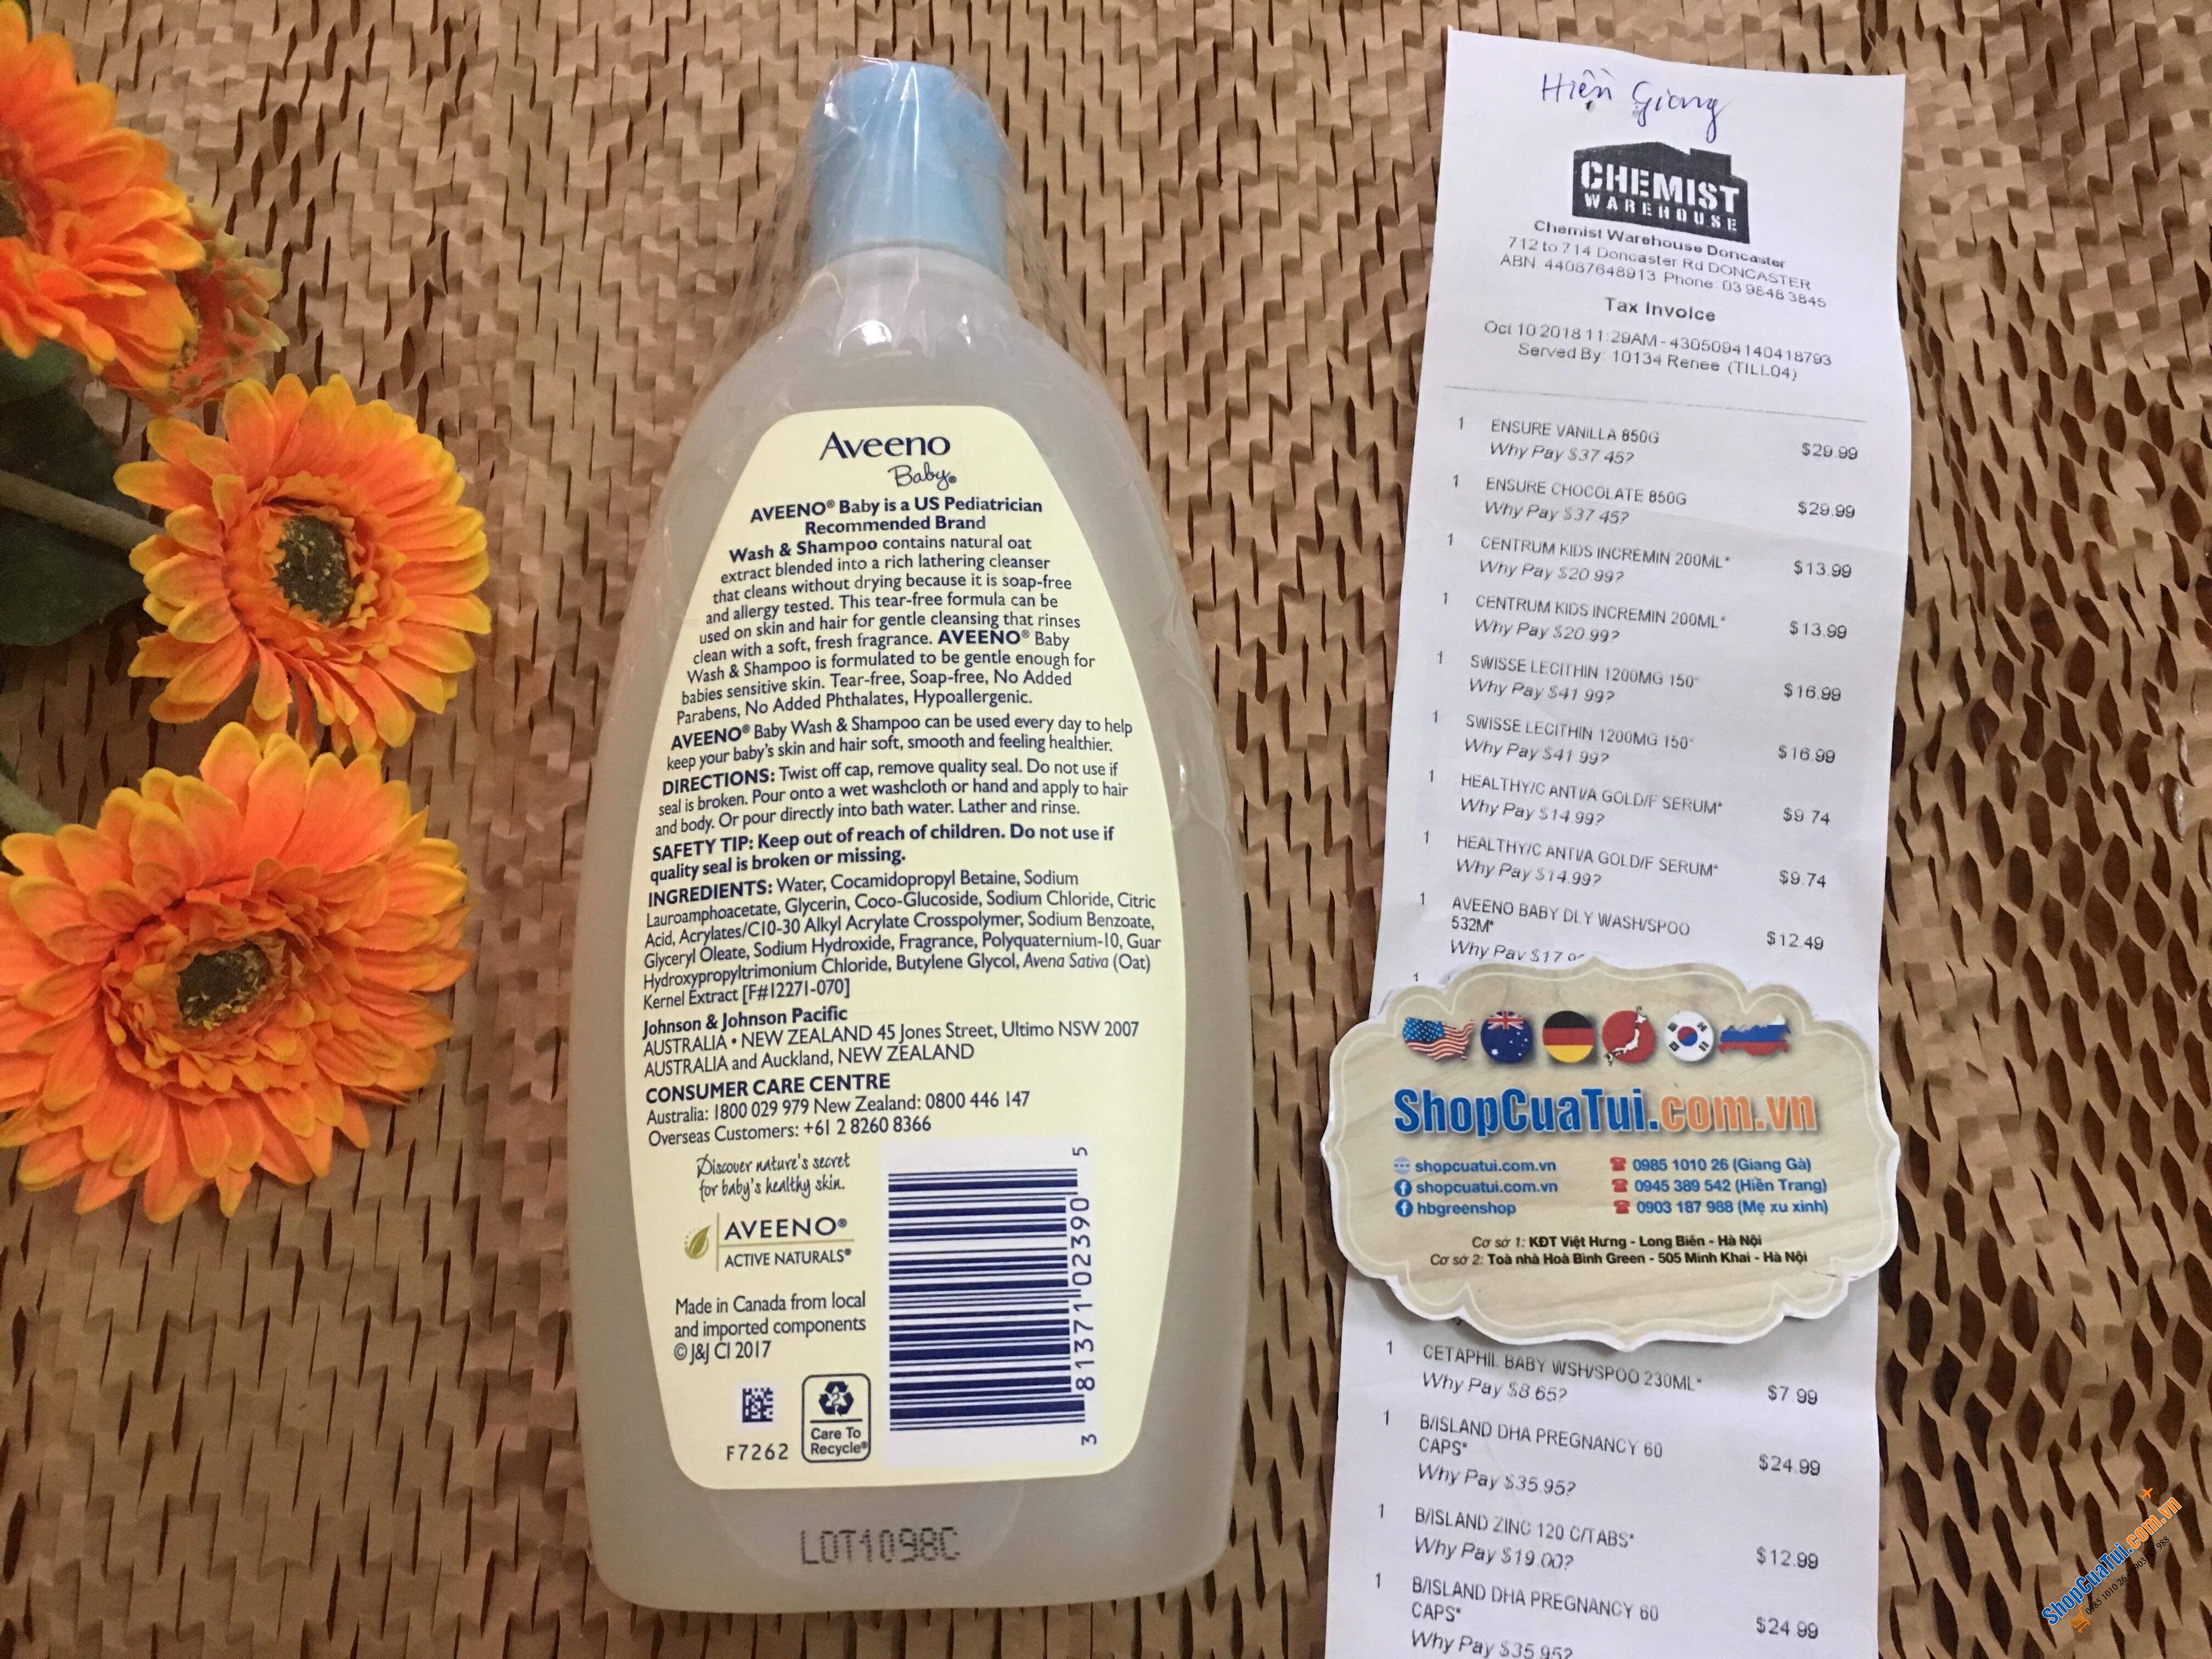 Aveeno
Baby®
AVEENO® Baby is a US Pediatrician
Recommended Brand
Wash & Shampoo contains natural oat
extract blended into a rich lathering cleanser
that cleans without drying because it is soap-free
and allergy tested. This tear-free formula can be
used on skin and hair for gentle cleansing that rinses
clean with a soft, fresh fragrance. AVEENO® Baby
Wash & Shampoo is formulated to be gentle enough for
babies sensitive skin. Tear-free, Soap-free, No Added
Parabens, No Added Phthalates, Hypoallergenic.
AVEENO® Baby Wash & Shampoo can be used every day to help
keep your baby's skin and hair soft, smooth and feeling healthier.
DIRECTIONS: Twist off cap, remove quality seal. Do not use if
seal is broken. Pour onto a wet washcloth or hand and apply to hair
and body. Or pour directly into bath water. Lather and rinse.
SAFETY TIP: Keep out of reach of children. Do not use if
quality seal is broken or missing.
INGREDIENTS: Water, Cocamidopropyl Betaine, Sodium
Lauroamphoacetate, Glycerin, Coco-Glucoside, Sodium Chloride, Citric
Acid, Acrylates/C10-30 Alkyl Acrylate Crosspolymer, Sodium Benzoate,
Glyceryl Oleate, Sodium Hydroxide, Fragrance, Polyquaternium-10, Guar
Hydroxypropyltrimonium Chloride, Butylene Glycol, Avena Sativa (Oat)
Kernel Extract [F#12271-070]
Johnson & Johnson Pacific
AUSTRALIA • NEW ZEALAND 45 Jones Street, Ultimo NSW 2007
AUSTRALIA and Auckland, NEW ZEALAND
CONSUMER CARE CENTRE
Australia: 1800 029 979 New Zealand: 0800 446 147
Overseas Customers: +61 2 8260 8366
Discover nature's secret
for baby's healthy skin.
AVEENO®
ACTIVE NATURALS®
Made in Canada from local
and imported components
© J&J CI 2017
F7262
2
Care To
Recycle®
3 81371 02390 5
LOT1098C
Hiền Giang
CHEMIST
WAREHOUSE
Chemist Warehouse Doncaster
712 to 714 Doncaster Rd DONCASTER
ABN. 44087648913 Phone: 03 9848 3845
Tax Invoice
Oct 10 2018 11:29AM - 4305094140418793
Served By: 10134 Renee (TILL04)
1 ENSURE VANILLA 850G $29.99
Why Pay $37.45?
1 ENSURE CHOCOLATE 850G $29.99
Why Pay $37.45?
1 CENTRUM KIDS INCREMIN 200ML* $13.99
Why Pay $20.99?
1 CENTRUM KIDS INCREMIN 200ML* $13.99
Why Pay $20.99?
1 SWISSE LECITHIN 1200MG 150* $16.99
Why Pay $41.99?
1 SWISSE LECITHIN 1200MG 150* $16.99
Why Pay $41.99?
1 HEALTHY/C ANTI/A GOLD/F SERUM* $9.74
Why Pay $14.99?
1 HEALTHY/C ANTI/A GOLD/F SERUM* $9.74
Why Pay $14.99?
1 AVEENO BABY DLY WASH/SPOO
532M* $12.49
Why Pay
1
ShopCuaTui.com.vn
shopcuatui.com.vn
shopcuatui.com.vn
hbgreenshop
0985 1010 26 (Giang Gà)
0945 389 542 (Hiền Trang)
0903 187 988 (Mẹ xu xinh)
Cơ sở 1: KĐT Việt Hưng - Long Biên - Hà Nội
Cơ sở 2: Toà nhà Hoà Bình Green - 505 Minh Khai - Hà Nội
1 CETAPHIL BABY WSH/SPOO 230ML* $7.99
Why Pay $8.65?
1 B/ISLAND DHA PREGNANCY 60
CAPS* $24.99
Why Pay $35.95?
1 B/ISLAND ZINC 120 C/TABS* $12.99
Why Pay $19.00?
1 B/ISLAND DHA PREGNANCY 60
CAPS* $24.99
Why Pay $35.95?
ShopCuaTui.com.vn
0985 1010 26